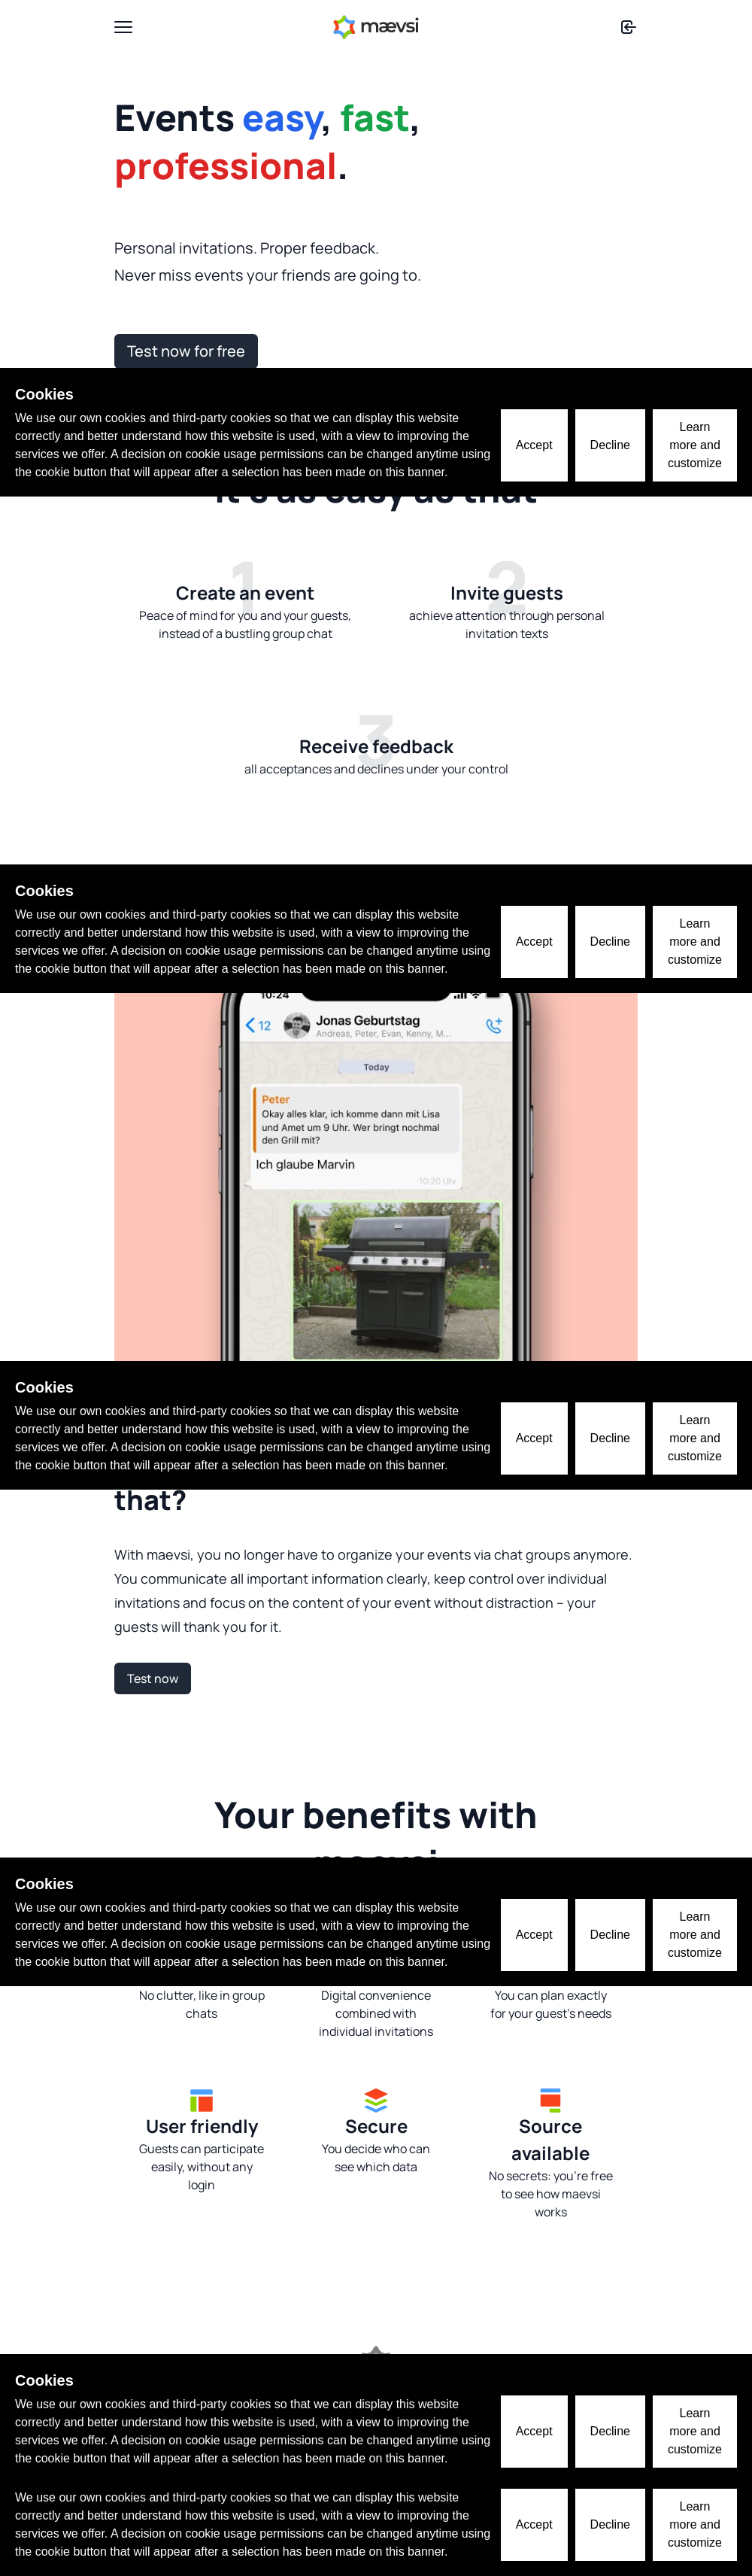 mævsi
Events easy, fast,
professional.
Personal invitations. Proper feedback.
Never miss events your friends are going to.
Test now for free
Cookies
We use our own cookies and third-party cookies so that we can display this website
correctly and better understand how this website is used, with a view to improving the
services we offer. A decision on cookie usage permissions can be changed anytime using
the cookie button that will appear after a selection has been made on this banner.
Accept
Decline
Learn
more and
customize
It's as easy as that
1
Create an event
Peace of mind for you and your guests,
instead of a bustling group chat
2
Invite guests
achieve attention through personal
invitation texts
3
Receive feedback
all acceptances and declines under your control
Cookies
We use our own cookies and third-party cookies so that we can display this website
correctly and better understand how this website is used, with a view to improving the
services we offer. A decision on cookie usage permissions can be changed anytime using
the cookie button that will appear after a selection has been made on this banner.
Accept
Decline
Learn
more and
customize
10:24
12
Jonas Geburtstag
Andreas, Peter, Evan, Kenny, M...
Today
Peter
Okay alles klar, ich komme dann mit Lisa
und Amet um 9 Uhr. Wer bringt nochmal
den Grill mit?
Ich glaube Marvin
10:20 Uhr
Cookies
We use our own cookies and third-party cookies so that we can display this website
correctly and better understand how this website is used, with a view to improving the
services we offer. A decision on cookie usage permissions can be changed anytime using
the cookie button that will appear after a selection has been made on this banner.
Accept
Decline
Learn
more and
customize
that?
With maevsi, you no longer have to organize your events via chat groups anymore.
You communicate all important information clearly, keep control over individual
invitations and focus on the content of your event without distraction – your
guests will thank you for it.
Test now
Your benefits with
maevsi
Cookies
We use our own cookies and third-party cookies so that we can display this website
correctly and better understand how this website is used, with a view to improving the
services we offer. A decision on cookie usage permissions can be changed anytime using
the cookie button that will appear after a selection has been made on this banner.
Accept
Decline
Learn
more and
customize
No clutter, like in group
chats
Digital convenience
combined with
individual invitations
You can plan exactly
for your guest's needs
User friendly
Guests can participate
easily, without any
login
Secure
You decide who can
see which data
Source
available
No secrets: you're free
to see how maevsi
works
Cookies
We use our own cookies and third-party cookies so that we can display this website
correctly and better understand how this website is used, with a view to improving the
services we offer. A decision on cookie usage permissions can be changed anytime using
the cookie button that will appear after a selection has been made on this banner.
Accept
Decline
Learn
more and
customize
We use our own cookies and third-party cookies so that we can display this website
correctly and better understand how this website is used, with a view to improving the
services we offer. A decision on cookie usage permissions can be changed anytime using
the cookie button that will appear after a selection has been made on this banner.
Accept
Decline
Learn
more and
customize